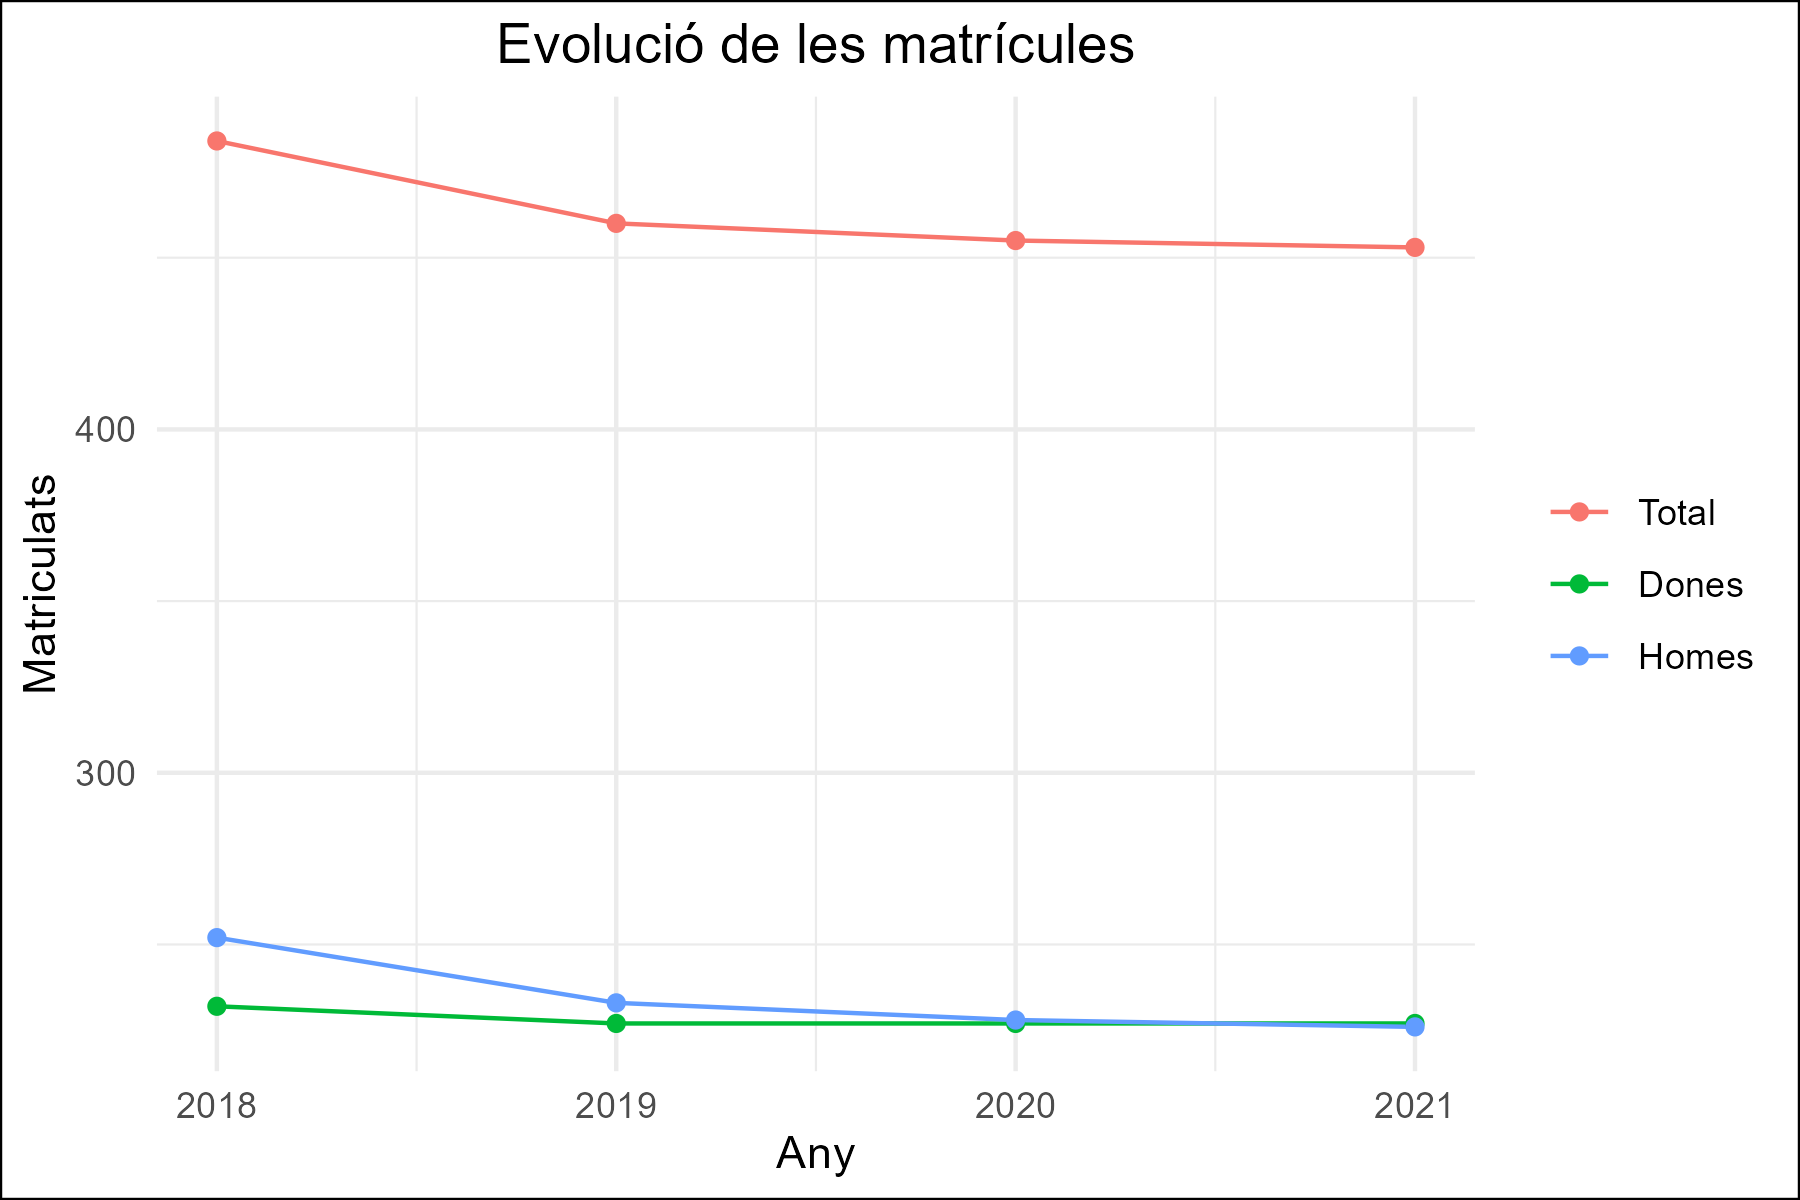 Evolució de les matrícules
Matriculats
400
300
2018 2019 2020 2021
Any
Total
Dones
Homes